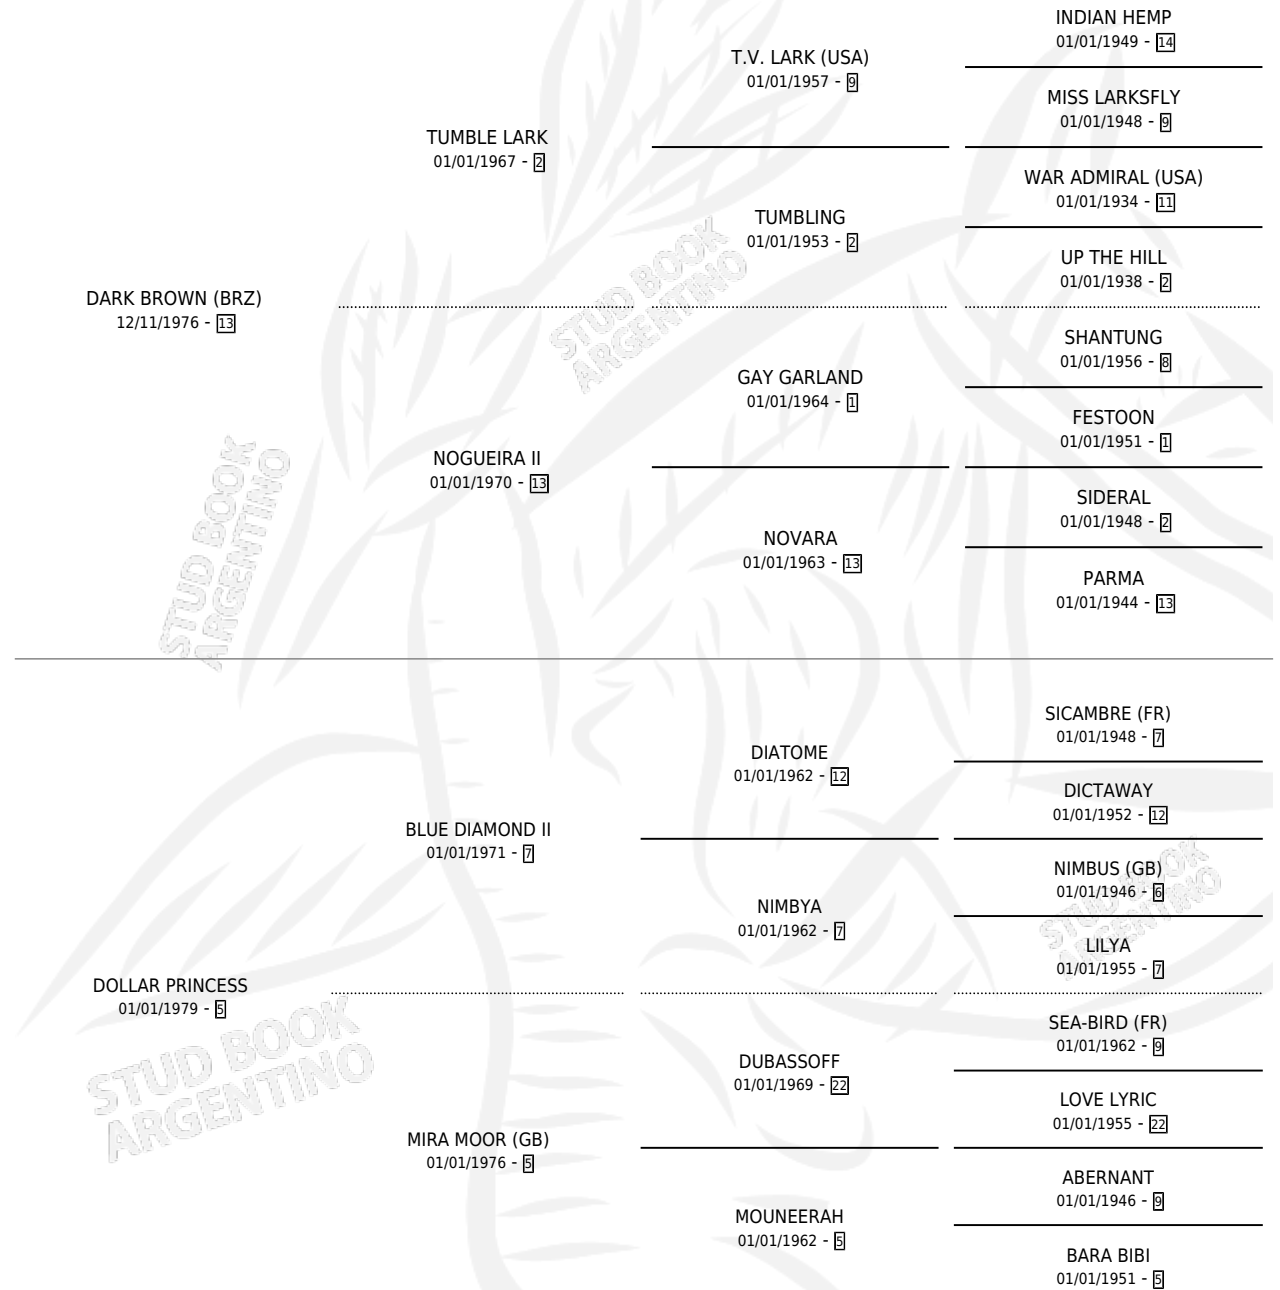 INDIAN HEMP
01/01/1949 - 14
T.V. LARK (USA)
01/01/1957 - 9
MISS LARKSFLY
01/01/1948 - 9
TUMBLE LARK
01/01/1967 - 2
WAR ADMIRAL (USA)
01/01/1934 - 11
TUMBLING
01/01/1953 - 2
UP THE HILL
01/01/1938 - 2
DARK BROWN (BRZ)
12/11/1976 - 13
STUD BOOK
ARGENTINO
SHANTUNG
01/01/1956 - 8
GAY GARLAND
01/01/1964 - 1
FESTOON
01/01/1951 - 1
NOGUEIRA II
01/01/1970 - 13
SIDERAL
01/01/1948 - 2
NOVARA
01/01/1963 - 13
PARMA
01/01/1944 - 13
STUD BOOK
ARGENTINO
SICAMBRE (FR)
01/01/1948 - 7
DIATOME
01/01/1962 - 12
DICTAWAY
01/01/1952 - 12
BLUE DIAMOND II
01/01/1971 - 7
NIMBUS (GB)
01/01/1946 - 6
NIMBYA
01/01/1962 - 7
STUD BOOK
ARGENTINO
LILYA
01/01/1955 - 7
DOLLAR PRINCESS
01/01/1979 - 5
SEA-BIRD (FR)
01/01/1962 - 9
DUBASSOFF
01/01/1969 - 22
STUD BOOK
ARGENTINO
LOVE LYRIC
01/01/1955 - 22
MIRA MOOR (GB)
01/01/1976 - 5
ABERNANT
01/01/1946 - 9
MOUNEERAH
01/01/1962 - 5
BARA BIBI
01/01/1951 - 5